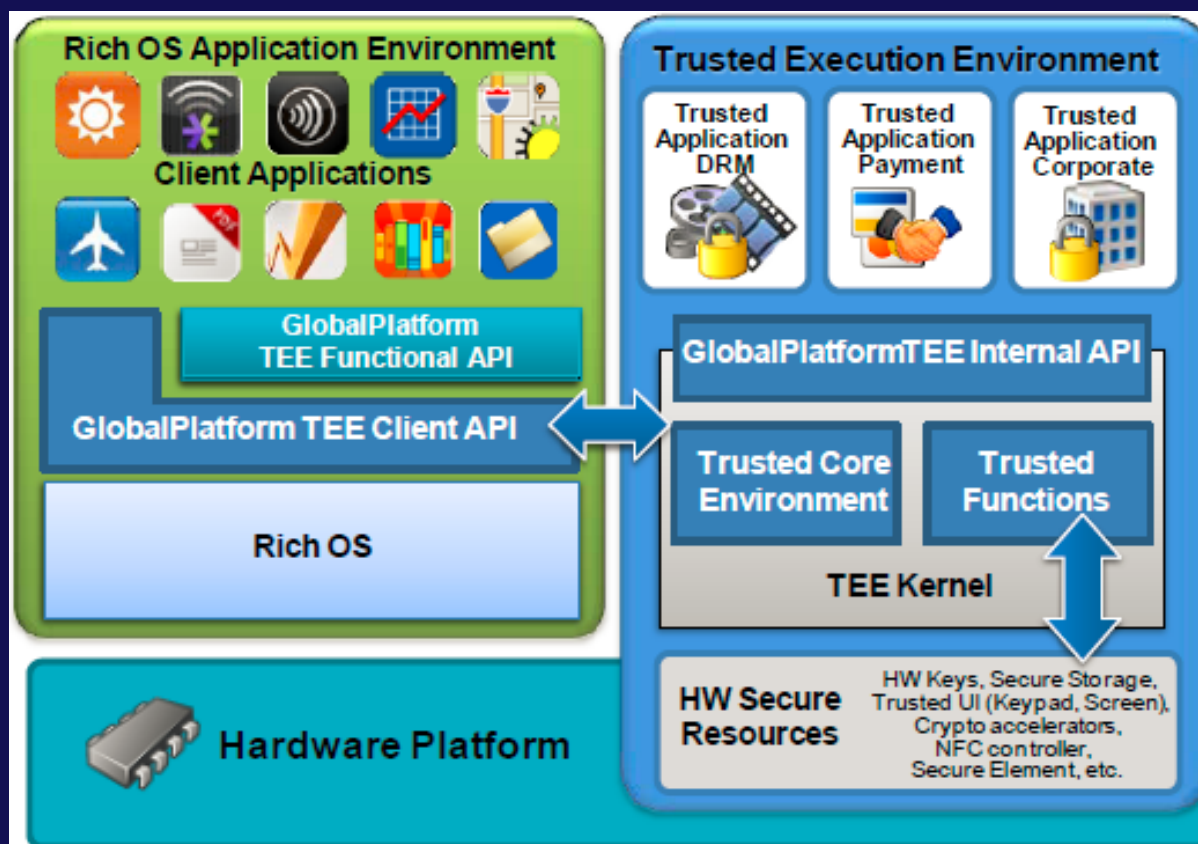 Rich OS Application Environment
Client Applications
PDF
GlobalPlatform
TEE Functional API
GlobalPlatform TEE Client API
Rich OS
Trusted Execution Environment
Trusted
Application
DRM
Trusted
Application
Payment
Trusted
Application
Corporate
GlobalPlatformTEE Internal API
Trusted Core
Environment
Trusted
Functions
TEE Kernel
HW Secure
Resources
HW Keys, Secure Storage,
Trusted UI (Keypad, Screen),
Crypto accelerators,
NFC controller,
Secure Element, etc.
Hardware Platform